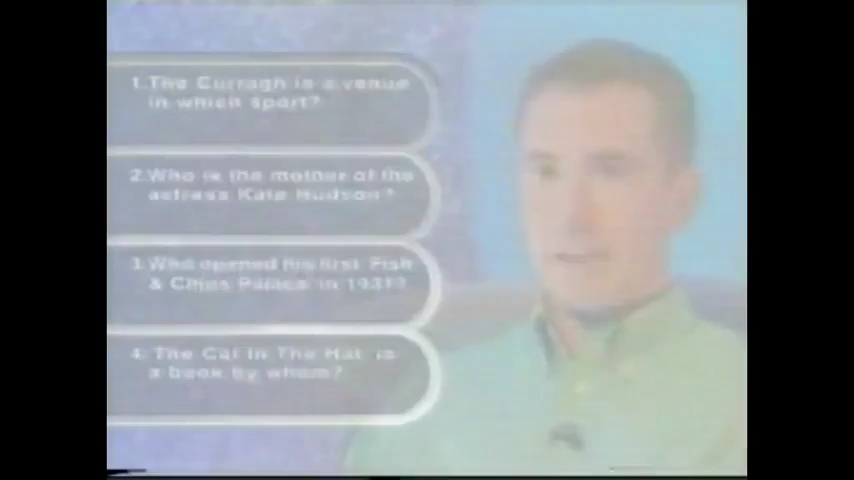 1. The Curragh is a venue
in which sport?
2. Who is the mother of the
actress Kate Hudson?
3. Who opened his first 'Fish
& Chips Palace' in 1931?
4. 'The Cat In The Hat' is
a book by whom?